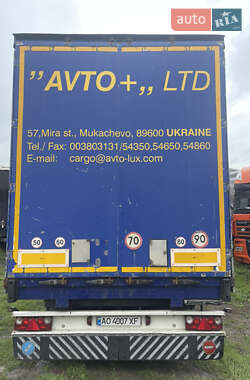 AUTO RIA
"AVTO+„ LTD
57,Mira st., Mukachevo, 89600 UKRAINE
Tel./ Fax: 003803131/54350,54650,54860
E-mail: cargo@avto-lux.com
50 60 70 80 90
AO 4007 XF